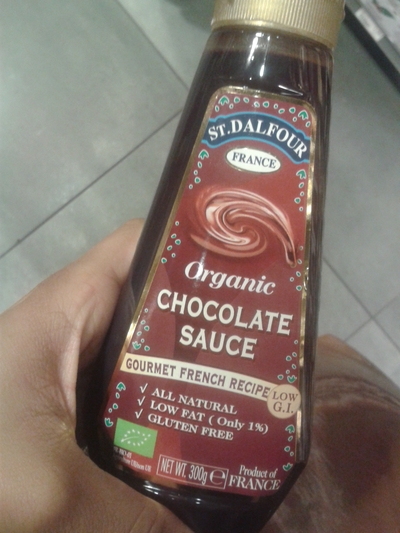 ST. DALFOUR
FRANCE
Organic
CHOCOLATE
SAUCE
GOURMET FRENCH RECIPE
LOW
G.I.
✓ ALL NATURAL
✓ LOW FAT ( Only 1%)
✓ GLUTEN FREE
NET WT. 300g ℮
Product of
FRANCE